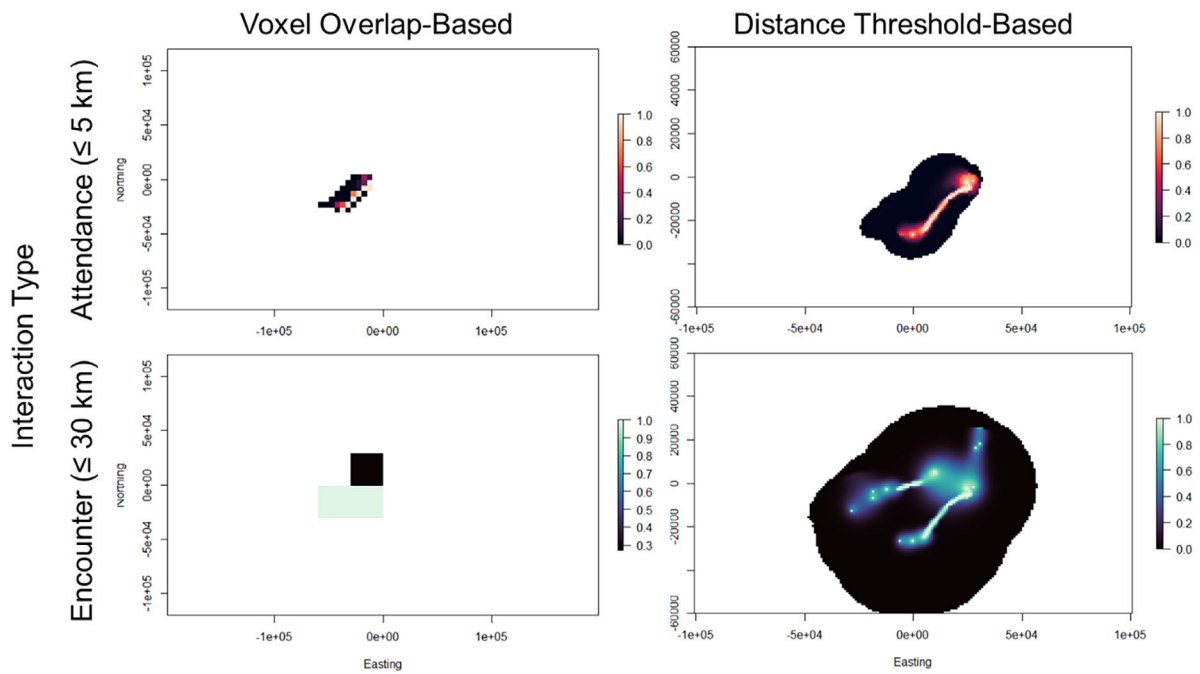 Voxel Overlap-Based
Distance Threshold-Based
Interaction Type
Attendance (≤ 5 km)
Northing
1e+05
5e+04
0e+00
-5e+04
-1e+05
-1e+05
0e+00
1e+05
1.0
0.8
0.6
0.4
0.2
0.0
60000
40000
20000
0
-20000
-60000
-1e+05
-5e+04
0e+00
5e+04
1e+05
1.0
0.8
0.6
0.4
0.2
0.0
Encounter (≤ 30 km)
Northing
1e+05
5e+04
0e+00
-5e+04
-1e+05
-1e+05
0e+00
1e+05
Easting
1.0
0.9
0.8
0.7
0.6
0.5
0.4
0.3
60000
40000
20000
0
-20000
-60000
-1e+05
-5e+04
0e+00
5e+04
1e+05
Easting
1.0
0.8
0.6
0.4
0.2
0.0